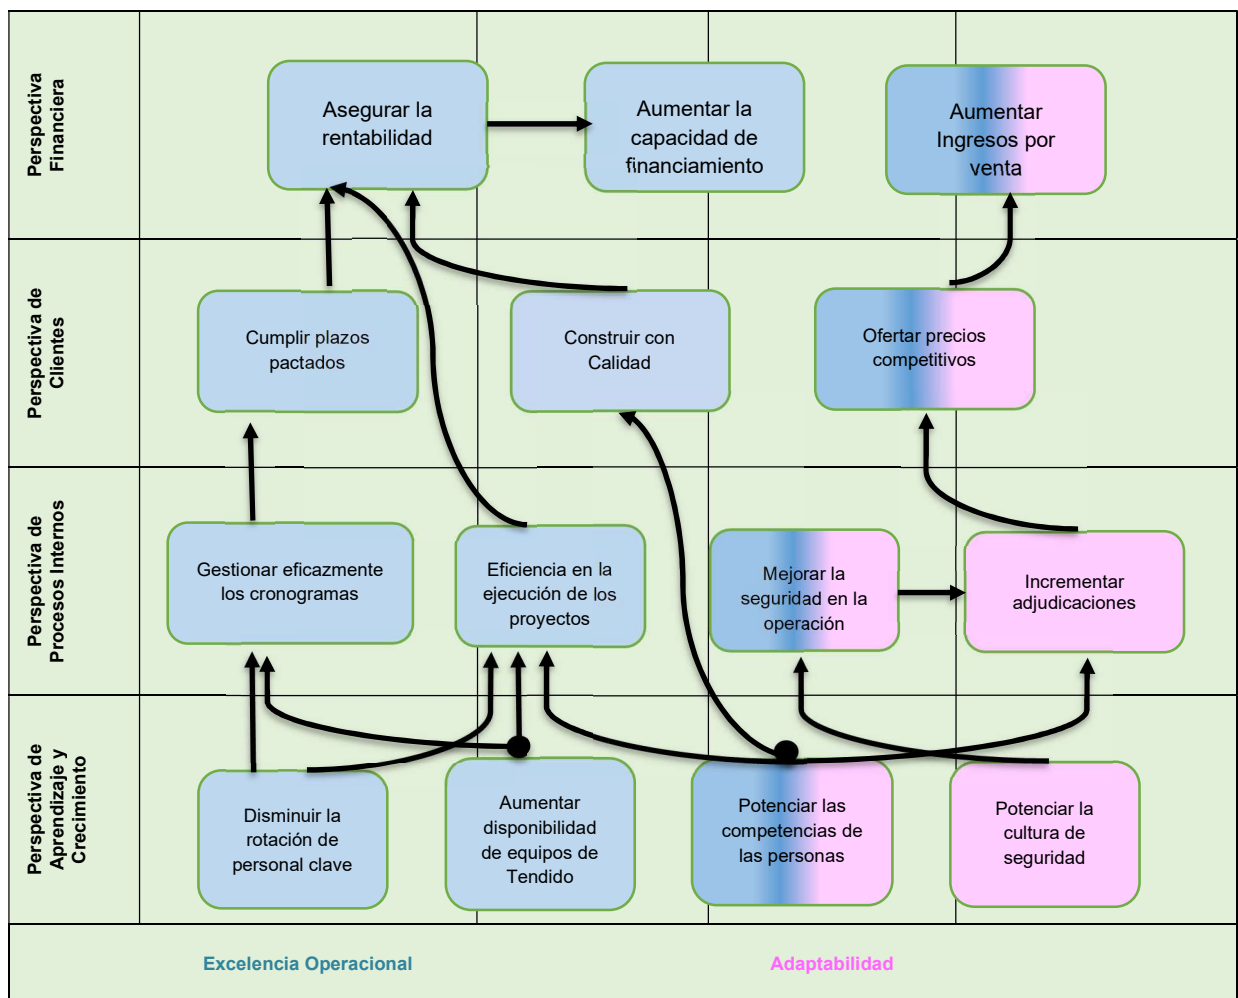 Perspectiva
Financiera
Asegurar la
rentabilidad
Aumentar la
capacidad de
financiamiento
Aumentar
Ingresos por
venta
Perspectiva de
Clientes
Cumplir plazos
pactados
Construir con
Calidad
Ofertar precios
competitivos
Perspectiva de
Procesos Internos
Gestionar eficazmente
los cronogramas
Eficiencia en la
ejecución de los
proyectos
Mejorar la
seguridad en la
operación
Incrementar
adjudicaciones
Perspectiva de
Aprendizaje y
Crecimiento
Disminuir la
rotación de
personal clave
Aumentar
disponibilidad
de equipos de
Tendido
Potenciar las
competencias de
las personas
Potenciar la
cultura de
seguridad
Excelencia Operacional
Adaptabilidad